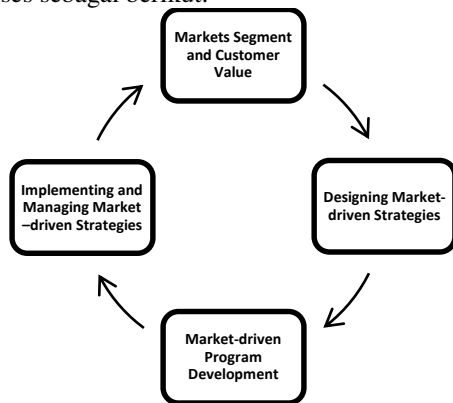 ses sebagai berikut:
Markets Segment
and Customer
Value
Implementing and
Managing Market
–driven Strategies
Designing Market-
driven Strategies
Market-driven
Program
Development